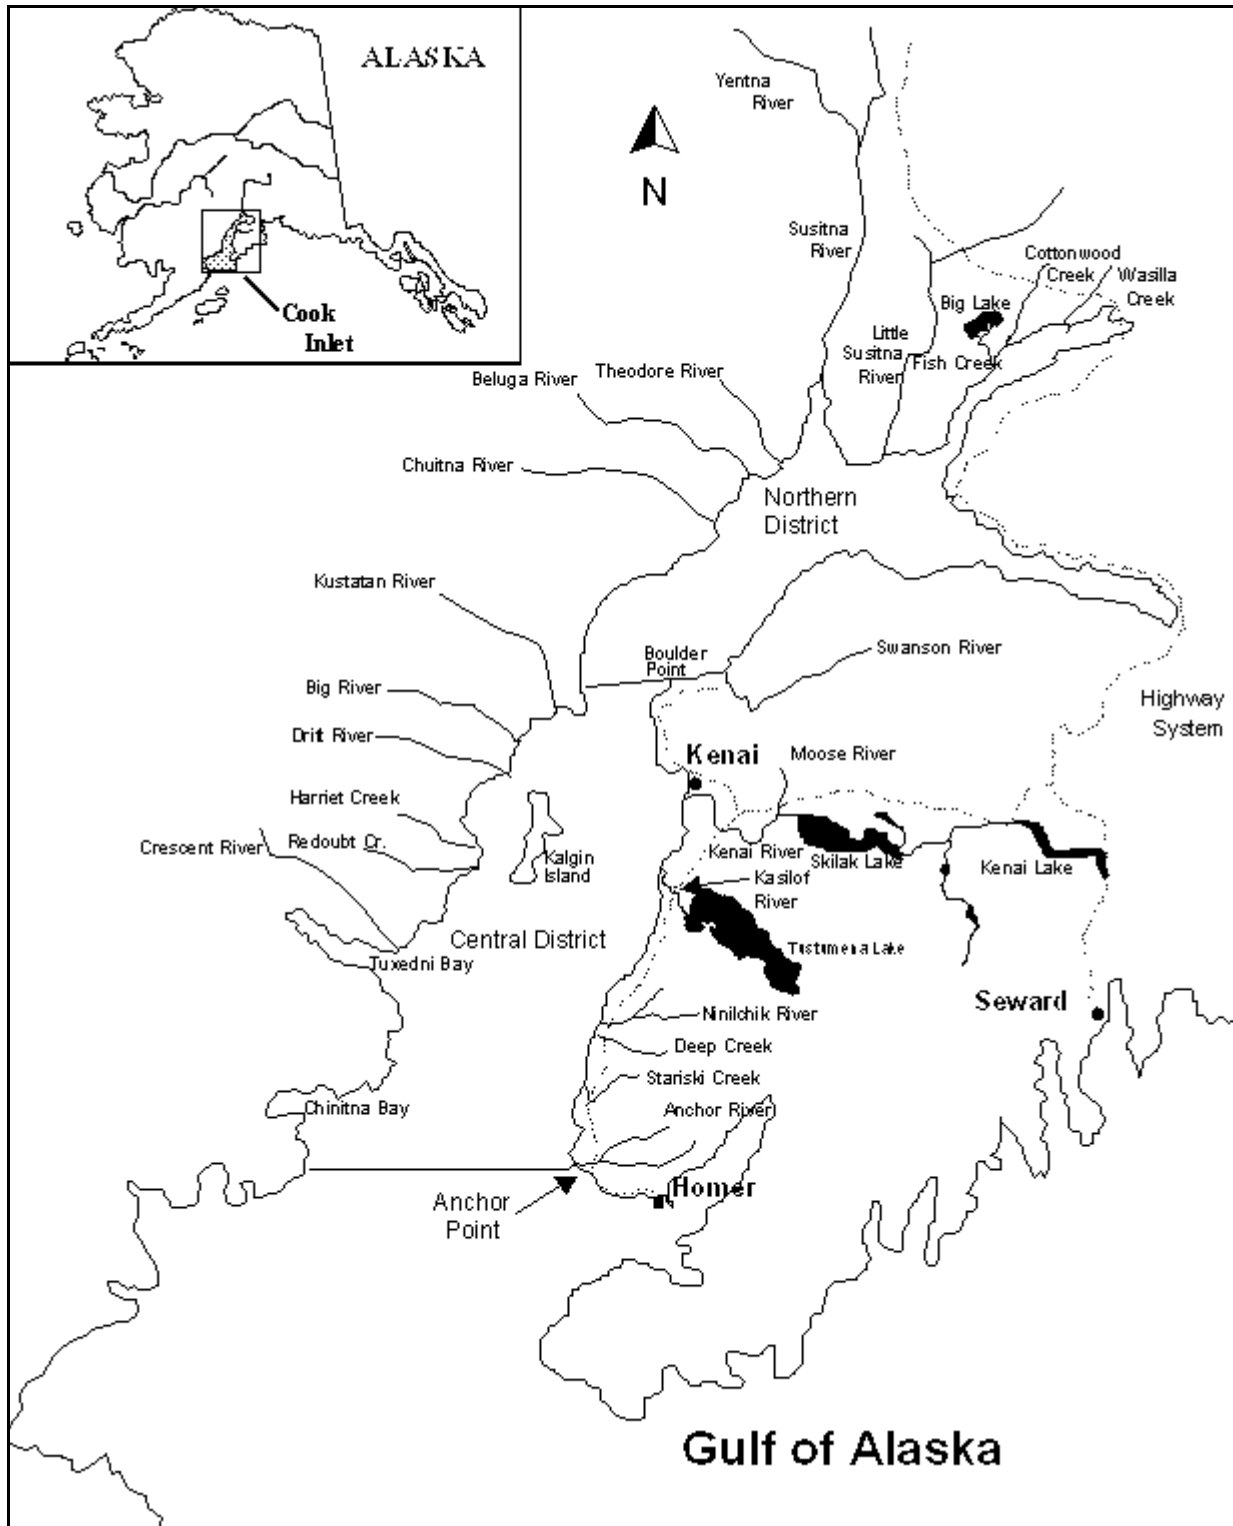 ALASKA
Cook
Inlet
Yentna
River
N
Susitna
River
Cottonwood
Creek
Wasilla
Creek
Big Lake
Little
Susitna
River
Fish Creek
Theodore River
Beluga River
Chuitna River
Northern
District
Kustatan River
Boulder
Point
Swanson River
Big River
Highway
System
Drift River
Kenai
Moose River
Harriet Creek
Redoubt Cr.
Crescent River
Kalgin
Island
Kenai River
Skilak Lake
Kenai Lake
Kasilof
River
Central District
Tustumena Lake
Tuxedni Bay
Seward
Ninilchik River
Deep Creek
Stariski Creek
Chinitna Bay
Anchor River
Homer
Anchor
Point
Gulf of Alaska